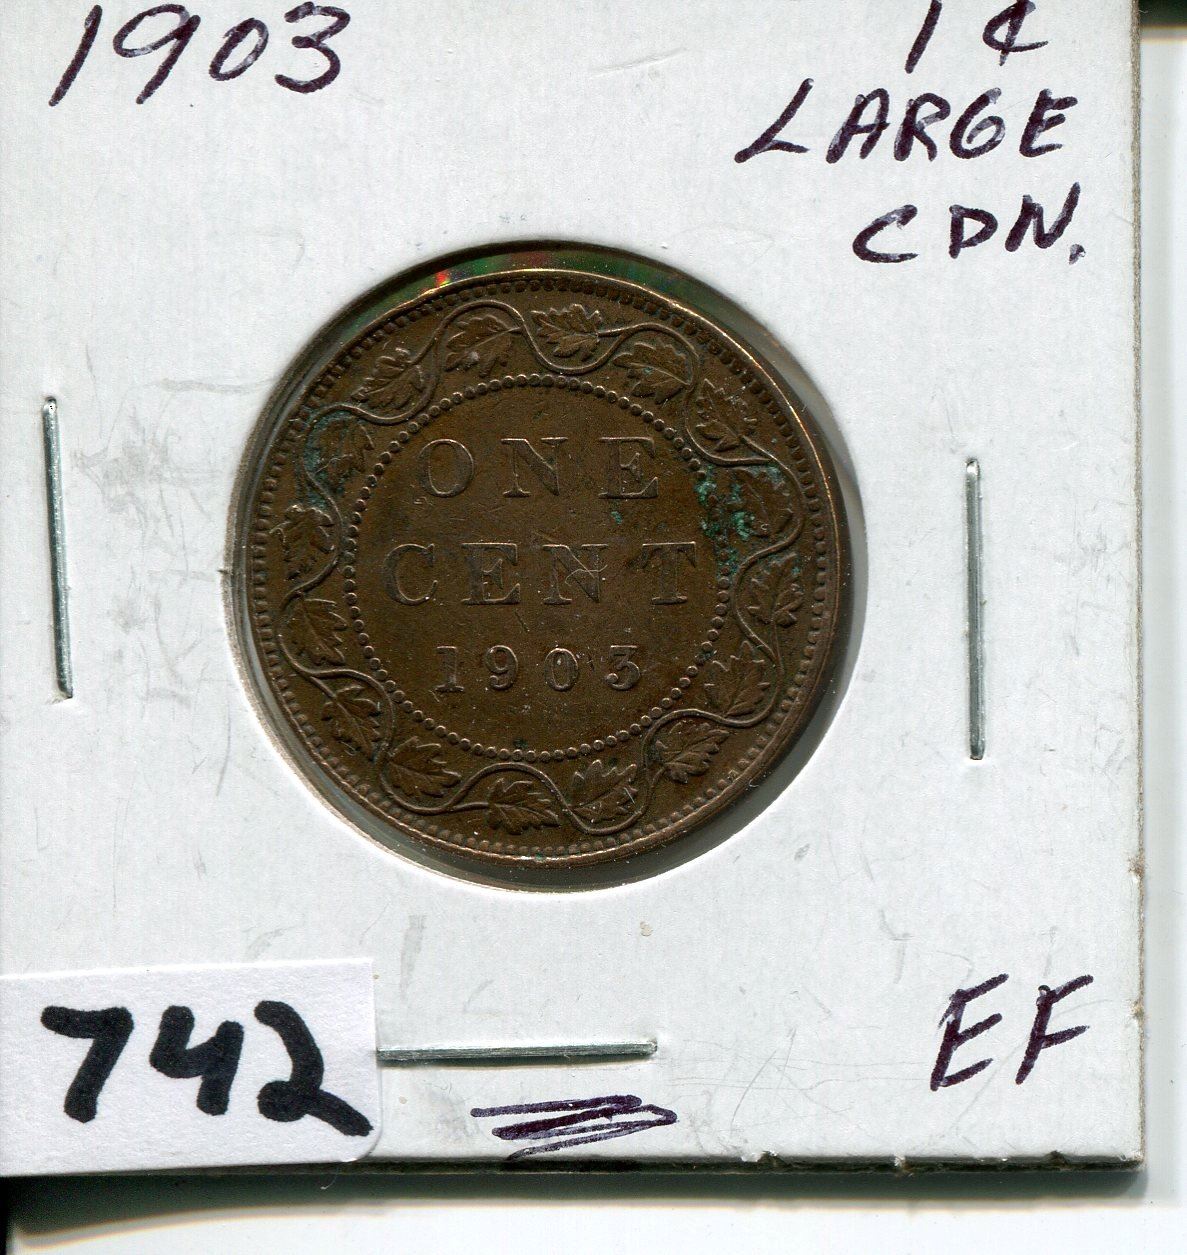 1903
1¢
LARGE
CDN.
ONE
CENT
1903
742
EF